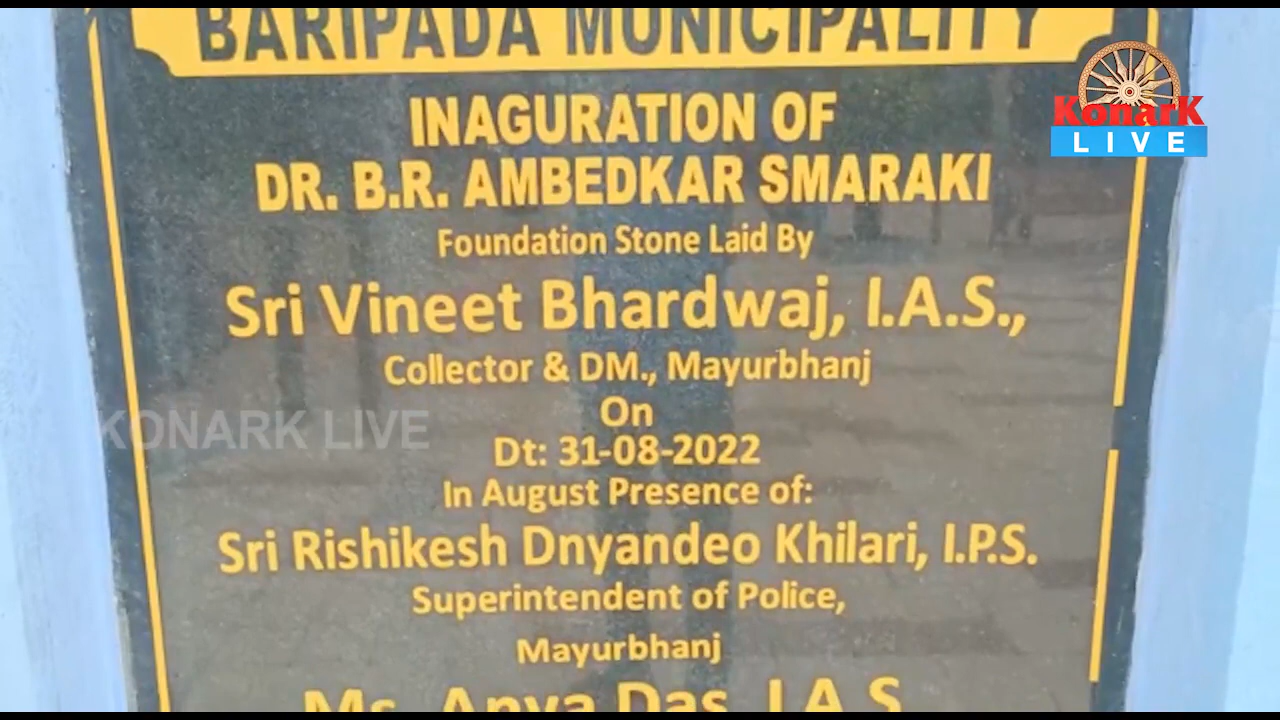 BARIPADA MUNICIPALITY
INAGURATION OF
DR. B.R. AMBEDKAR SMARAKI
Foundation Stone Laid By
Sri Vineet Bhardwaj, I.A.S.,
Collector & DM., Mayurbhanj
On
Dt: 31-08-2022
In August Presence of:
Sri Rishikesh Dnyandeo Khilari, I.P.S.
Superintendent of Police,
Mayurbhanj
Ms. Anya Das, I.A.S.
KonarK
LIVE
KONARK LIVE